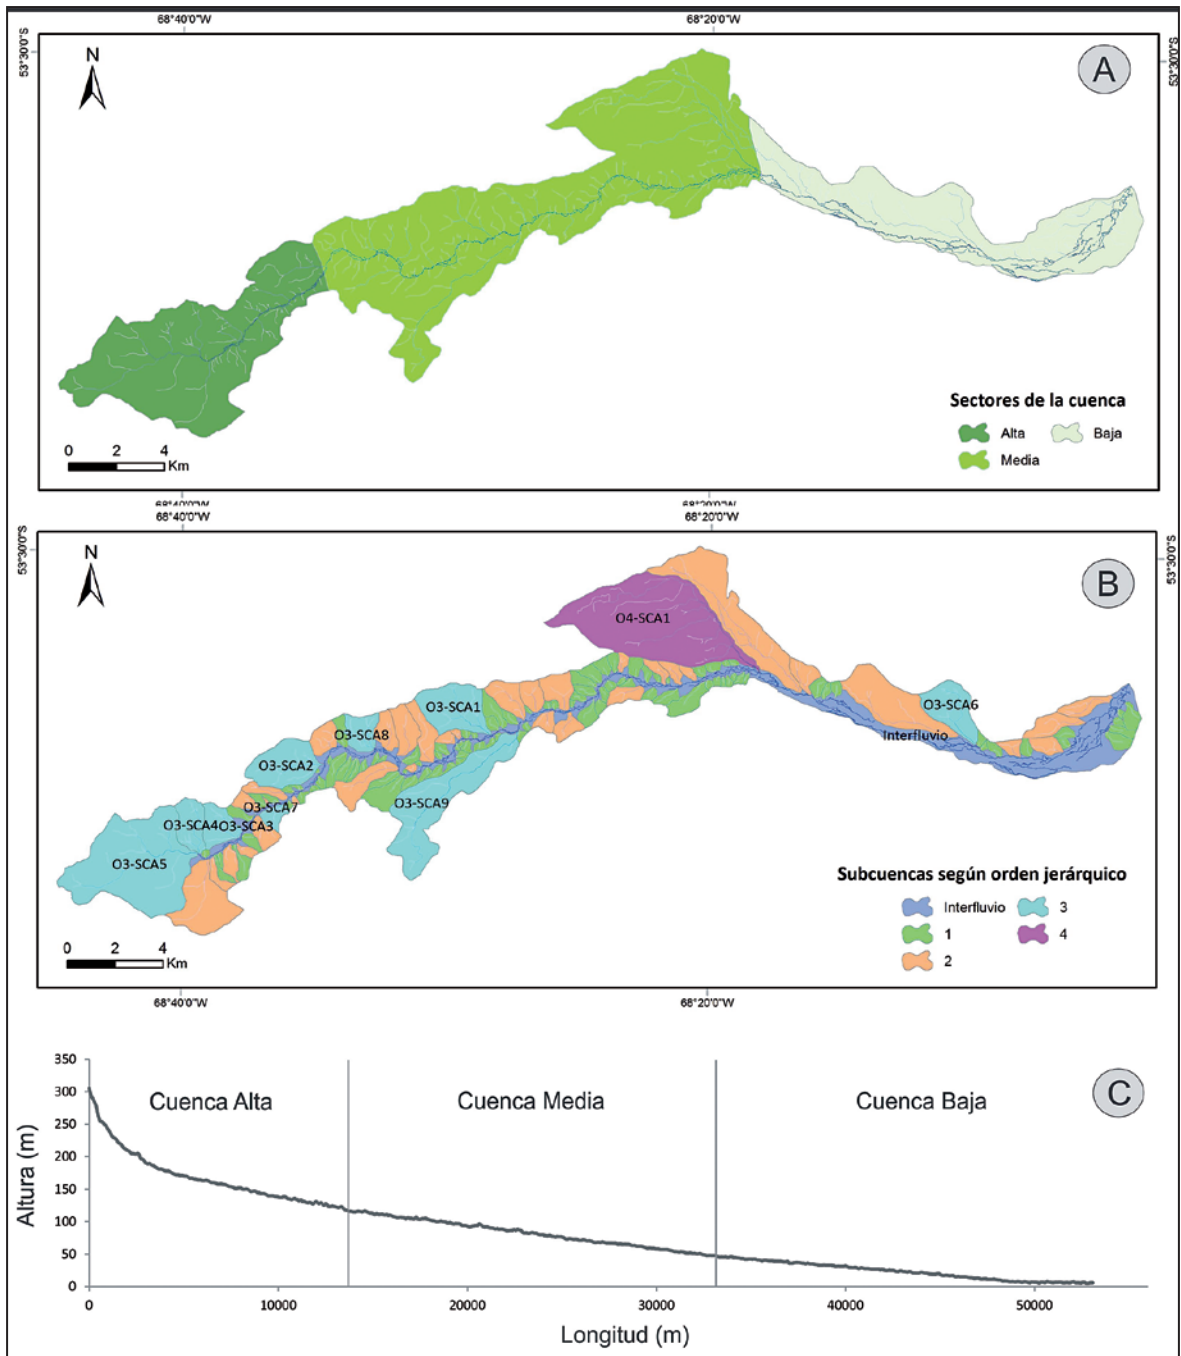 68°40'0"W
68°20'0"W
53°30'0"S
53°30'0"S
N
A
Sectores de la cuenca
Alta
Baja
Media
0 2 4
Km
68°40'0"W
68°20'0"W
68°40'0"W
68°20'0"W
53°30'0"S
53°30'0"S
N
B
O4-SCA1
O3-SCA1
O3-SCA6
O3-SCA8
Interfluvio
O3-SCA2
O3-SCA9
O3-SCA7
O3-SCA4
O3-SCA3
O3-SCA5
Subcuencas según orden jerárquico
Interfluvio
3
1
4
2
0 2 4
Km
68°40'0"W
68°20'0"W
C
Cuenca Alta
Cuenca Media
Cuenca Baja
Altura (m)
350
300
250
200
150
100
50
0
0 10000 20000 30000 40000 50000
Longitud (m)